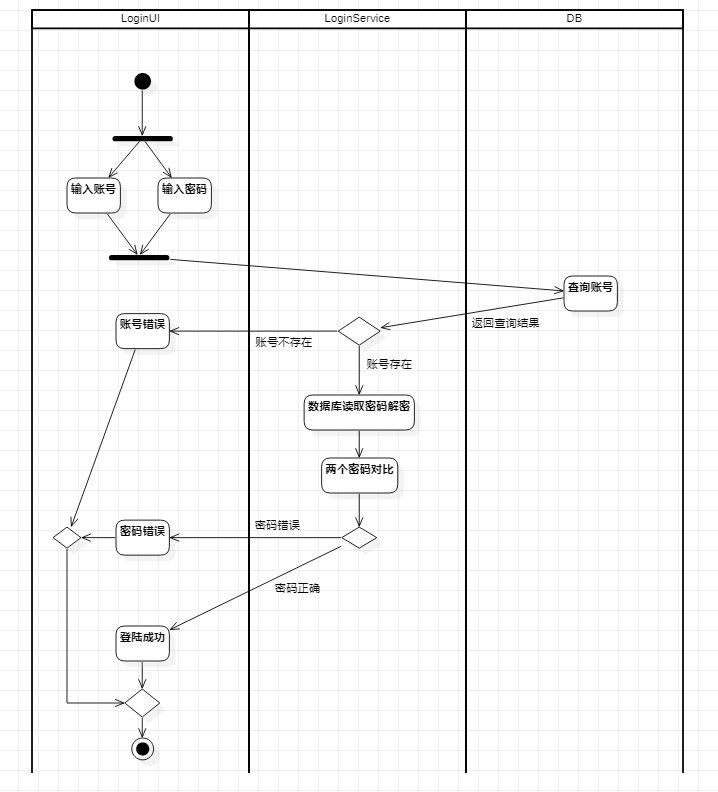 LoginUI
LoginService
DB
输入账号
输入密码
查询账号
返回查询结果
账号错误
账号不存在
账号存在
数据库读取密码解密
两个密码对比
密码错误
密码错误
密码正确
登陆成功